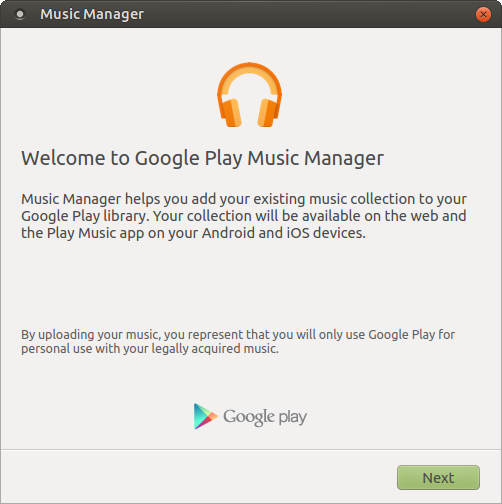 Music Manager
Welcome to Google Play Music Manager
Music Manager helps you add your existing music collection to your
Google Play library. Your collection will be available on the web and
the Play Music app on your Android and iOS devices.
By uploading your music, you represent that you will only use Google Play for
personal use with your legally acquired music.
Google play
Next